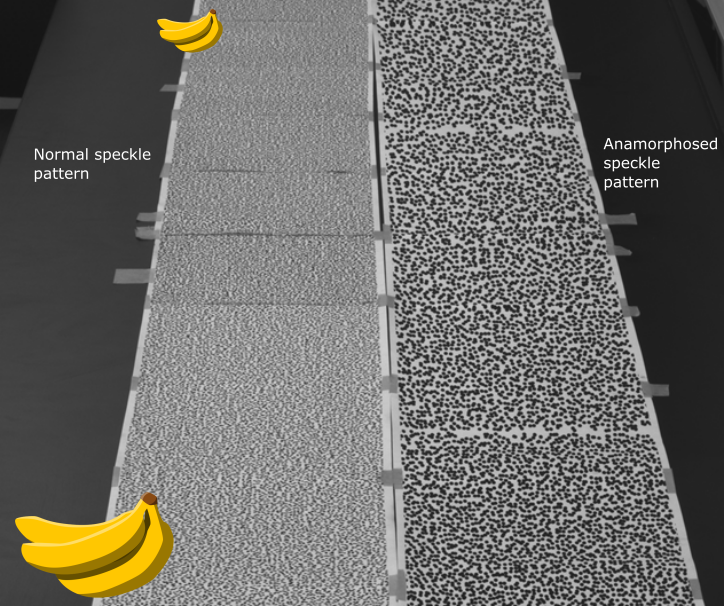 Normal speckle
pattern
Anamorphosed
speckle
pattern